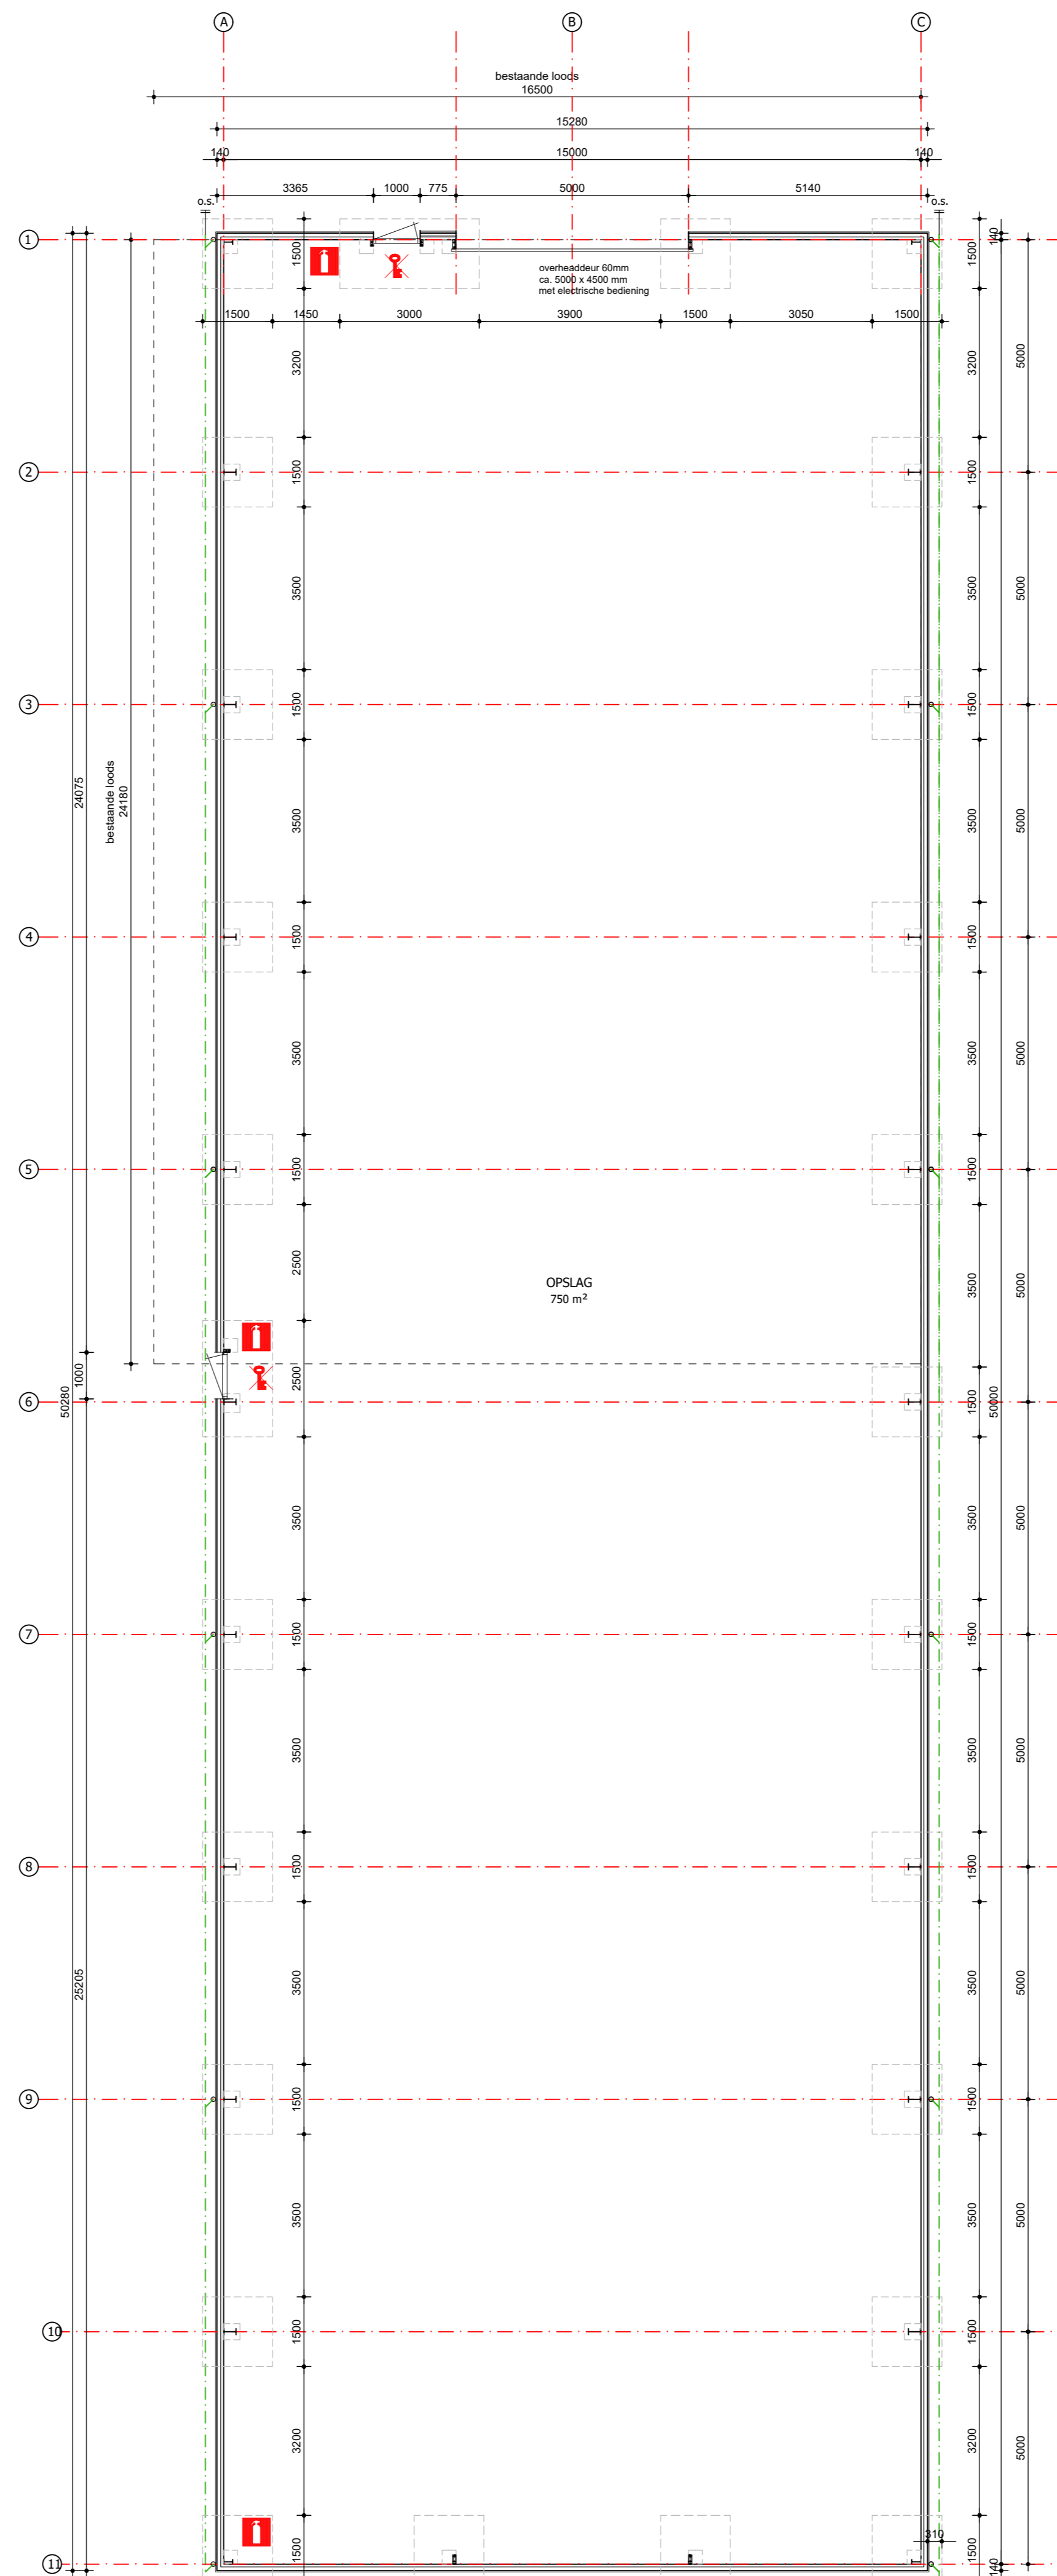 A B C
bestaande loods
16500
15280
140 15000 140
3365 1000 775 5000 5140
o.s. o.s.
1 1500 1500 140
overheaddeur 60mm
ca. 5000 x 4500 mm
met electrische bediening
1500 1450 3000 3900 1500 3050 1500
3200 3200 5000
2 1500 1500
3500 3500 5000
3 1500 1500
24075
bestaande loods
24180
3500 3500 5000
4 1500 1500
3500 3500 5000
5 1500 1500
2500 3500 5000
OPSLAG
750 m²
1000
50280
2500
6 1500 50000
3500 3500 5000
7 1500 1500
3500 3500 5000
8 1500 1500
25205
3500 3500 5000
9 1500 1500
3500 3500 5000
10 1500 1500
3200 3200 5000
310
11 1500 1500 140